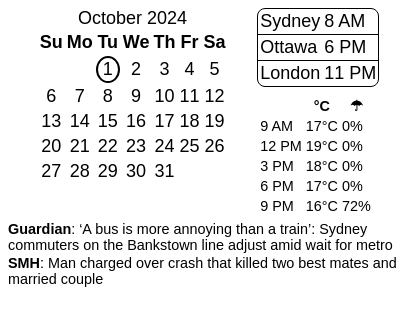 October 2024
Su Mo Tu We Th Fr Sa
1 2 3 4 5
6 7 8 9 10 11 12
13 14 15 16 17 18 19
20 21 22 23 24 25 26
27 28 29 30 31
Sydney 8 AM
Ottawa 6 PM
London 11 PM
°C ☂
9 AM 17°C 0%
12 PM 19°C 0%
3 PM 18°C 0%
6 PM 17°C 0%
9 PM 16°C 72%
Guardian: ‘A bus is more annoying than a train’: Sydney
commuters on the Bankstown line adjust amid wait for metro
SMH: Man charged over crash that killed two best mates and
married couple